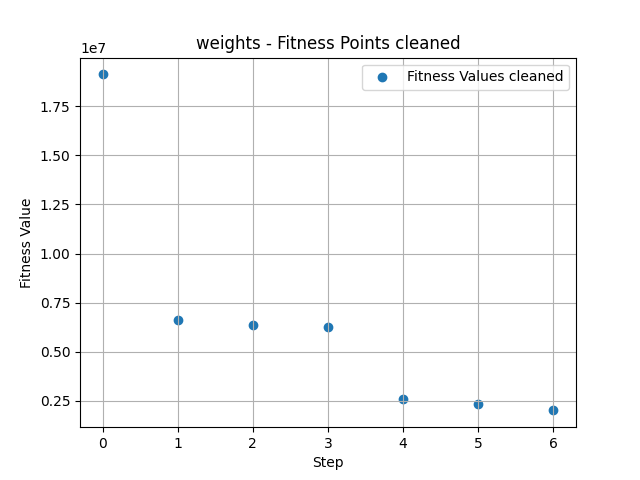 weights - Fitness Points cleaned
1e7
Fitness Values cleaned
1.75
1.50
1.25
1.00
0.75
0.50
0.25
Fitness Value
0 1 2 3 4 5 6
Step